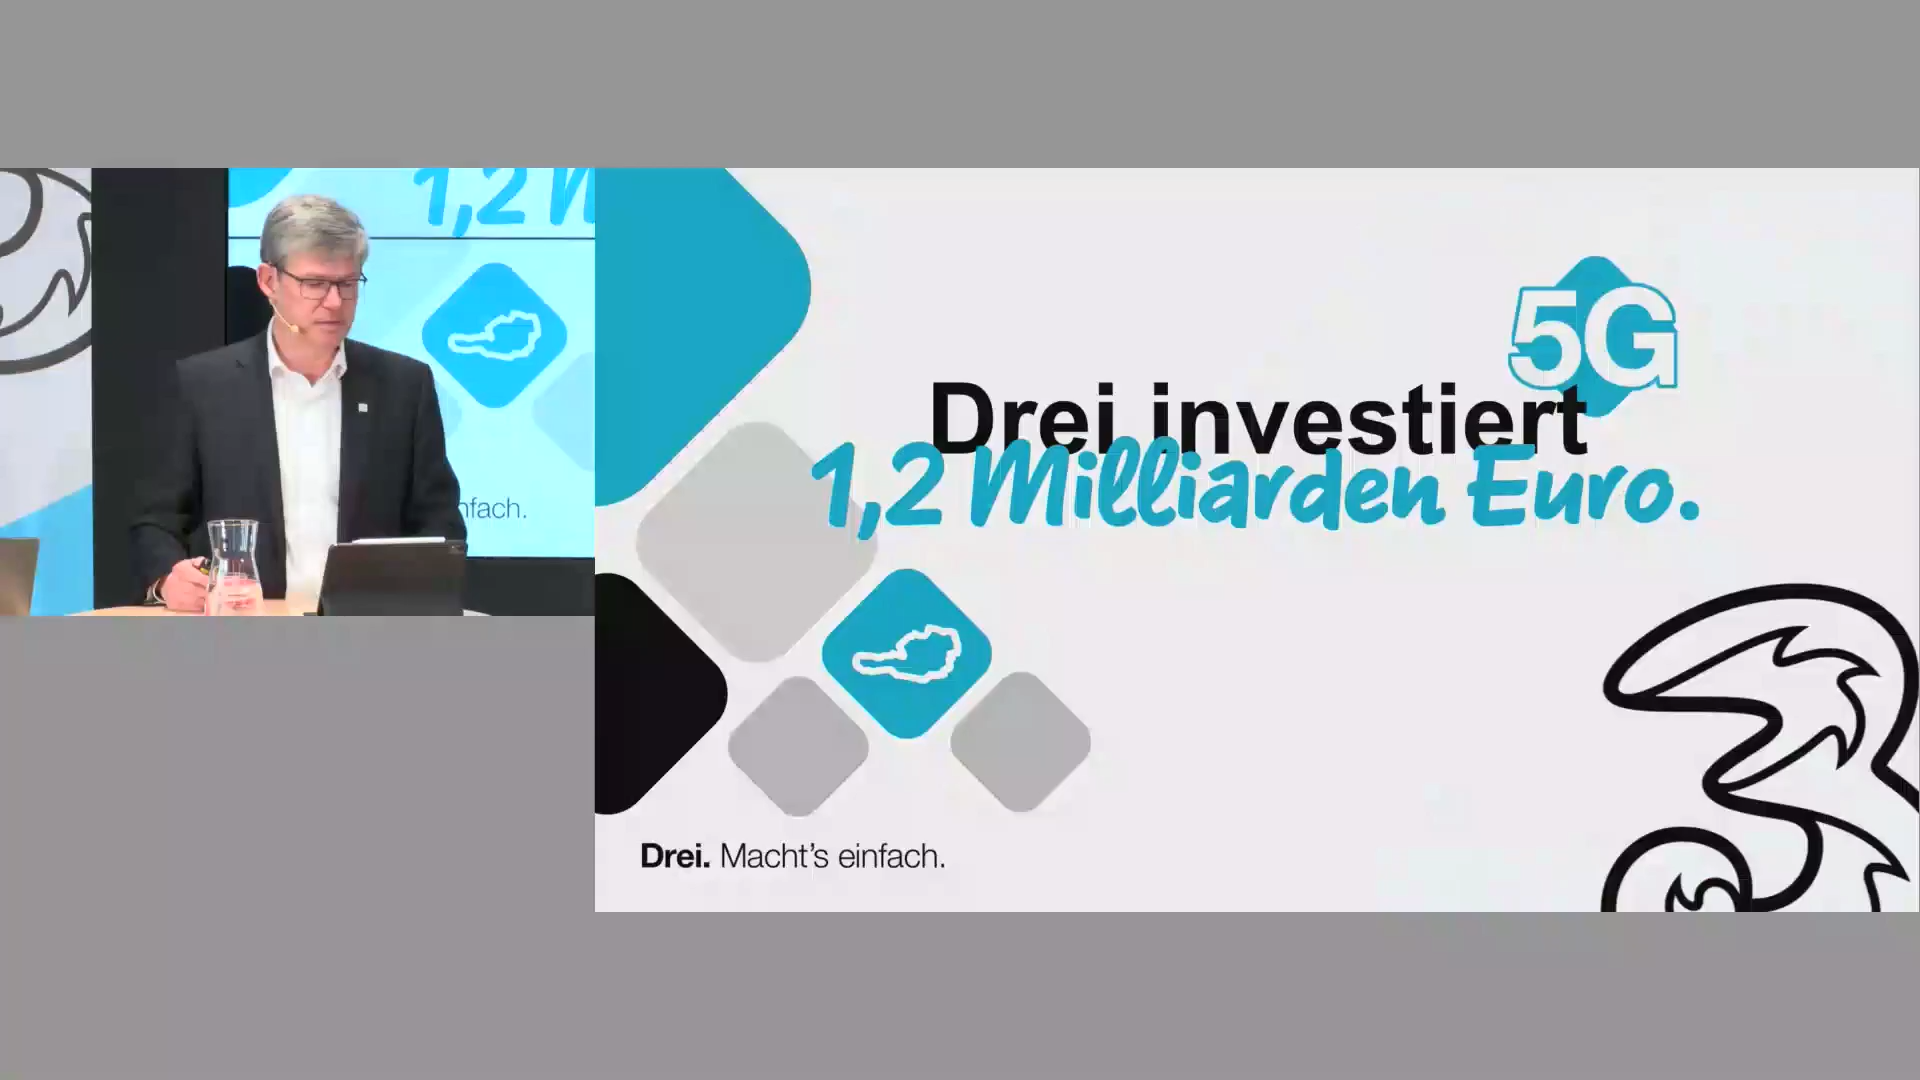 1,2 M
nfach.
5G
Drei investiert
1,2 Milliarden Euro.
Drei. Macht's einfach.